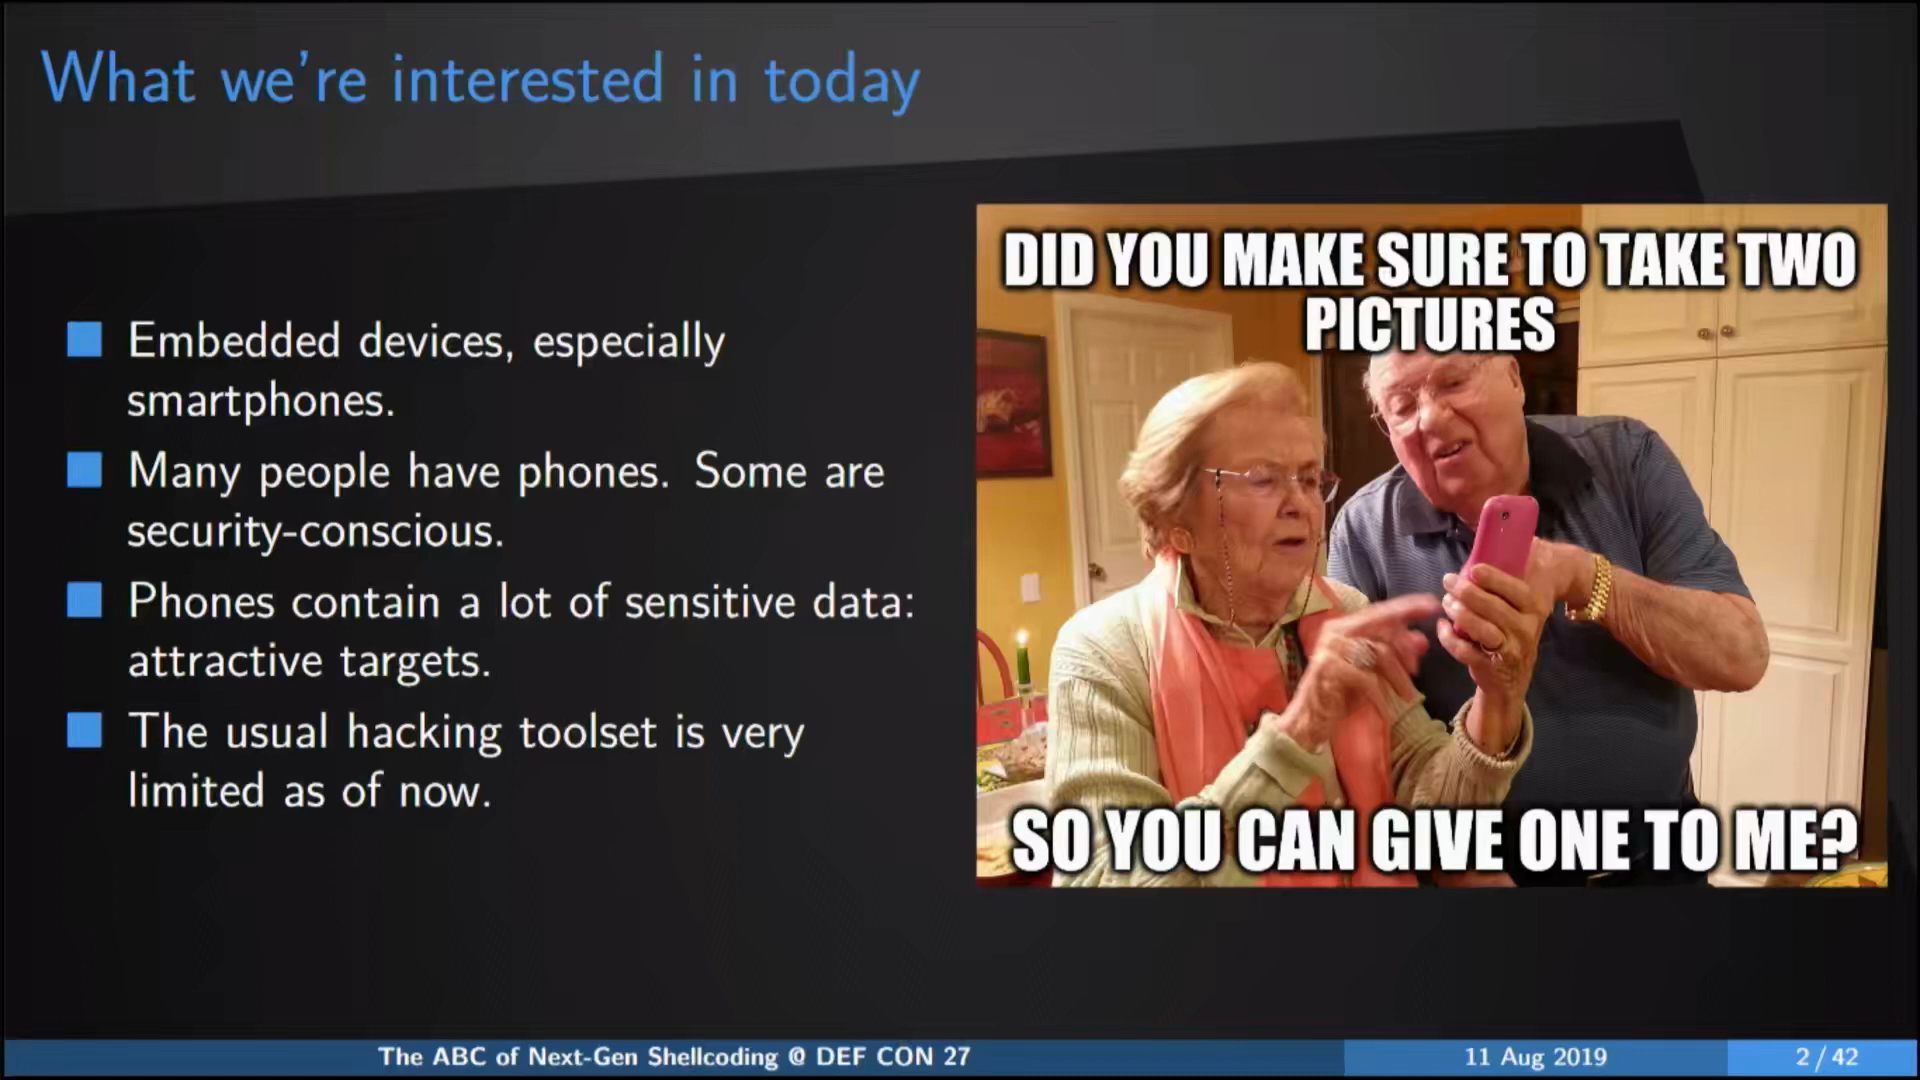 What we're interested in today
Embedded devices, especially
smartphones.
Many people have phones. Some are
security-conscious.
Phones contain a lot of sensitive data:
attractive targets.
The usual hacking toolset is very
limited as of now.
DID YOU MAKE SURE TO TAKE TWO
PICTURES
SO YOU CAN GIVE ONE TO ME?
The ABC of Next-Gen Shellcoding @ DEF CON 27
11 Aug 2019
2 / 42